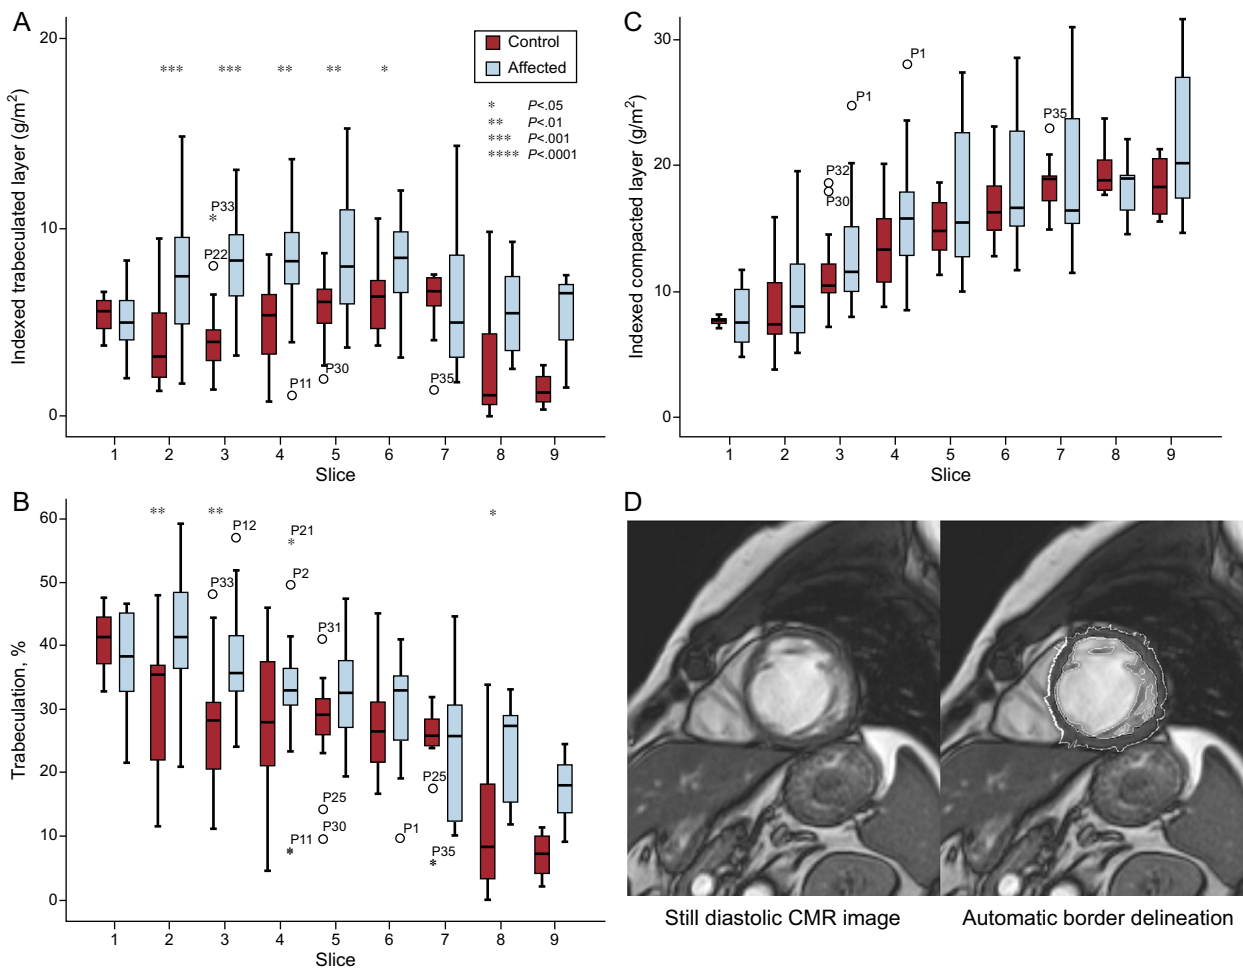 A
Indexed trabeculated layer (g/m²)
20
10
0
*** *** ** ** *
Control
Affected
* P<.05
** P<.01
*** P<.001
**** P<.0001
P33
*
P22
P11
P30
P35
1 2 3 4 5 6 7 8 9
Slice
C
Indexed compacted layer (g/m²)
30
20
10
0
P1
P1
P35
P32
P30
1 2 3 4 5 6 7 8 9
Slice
B
Trabeculation, %
60
50
40
30
20
10
0
** ** *
P12
P21
*
P2
P33
P31
P25
P25
P30
P1
P11
*
P35
*
1 2 3 4 5 6 7 8 9
Slice
D
Still diastolic CMR image
Automatic border delineation